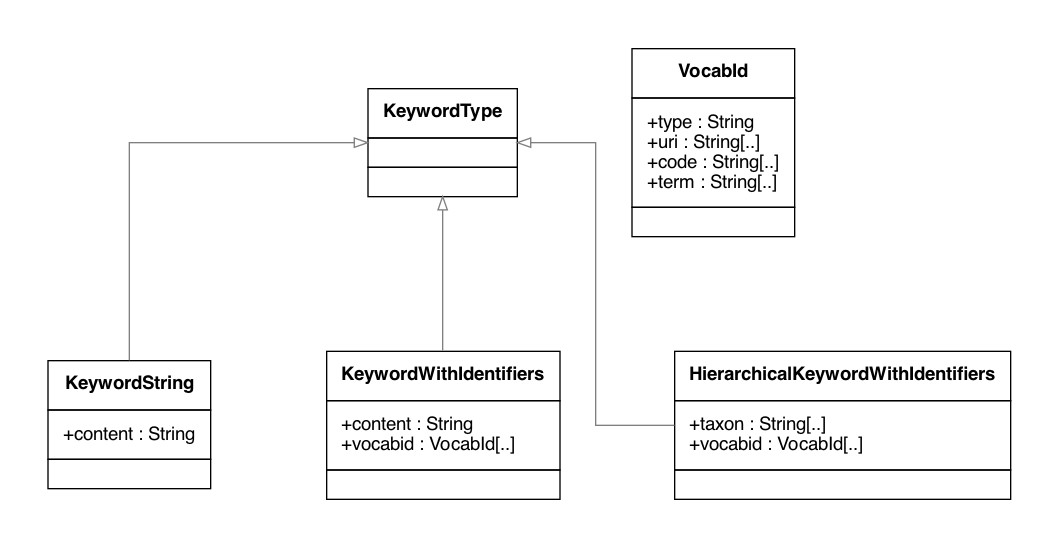 KeywordType
VocabId
+type : String
+uri : String[..]
+code : String[..]
+term : String[..]
KeywordString
+content : String
KeywordWithIdentifiers
+content : String
+vocabid : VocabId[..]
HierarchicalKeywordWithIdentifiers
+taxon : String[..]
+vocabid : VocabId[..]